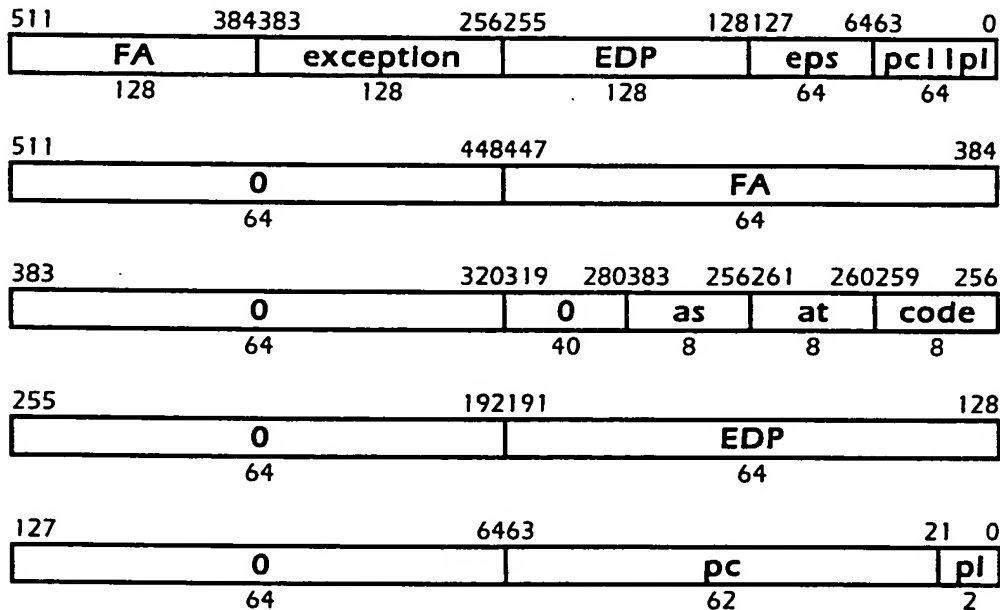 511 384383 256255 128127 6463 0
FA exception EDP eps pc||pl
128 128 128 64 64
511 448447 384
0 FA
64 64
383 320319 280383 256261 260259 256
0 0 as at code
64 40 8 8 8
255 192191 128
0 EDP
64 64
127 6463 21 0
0 pc pl
64 62 2